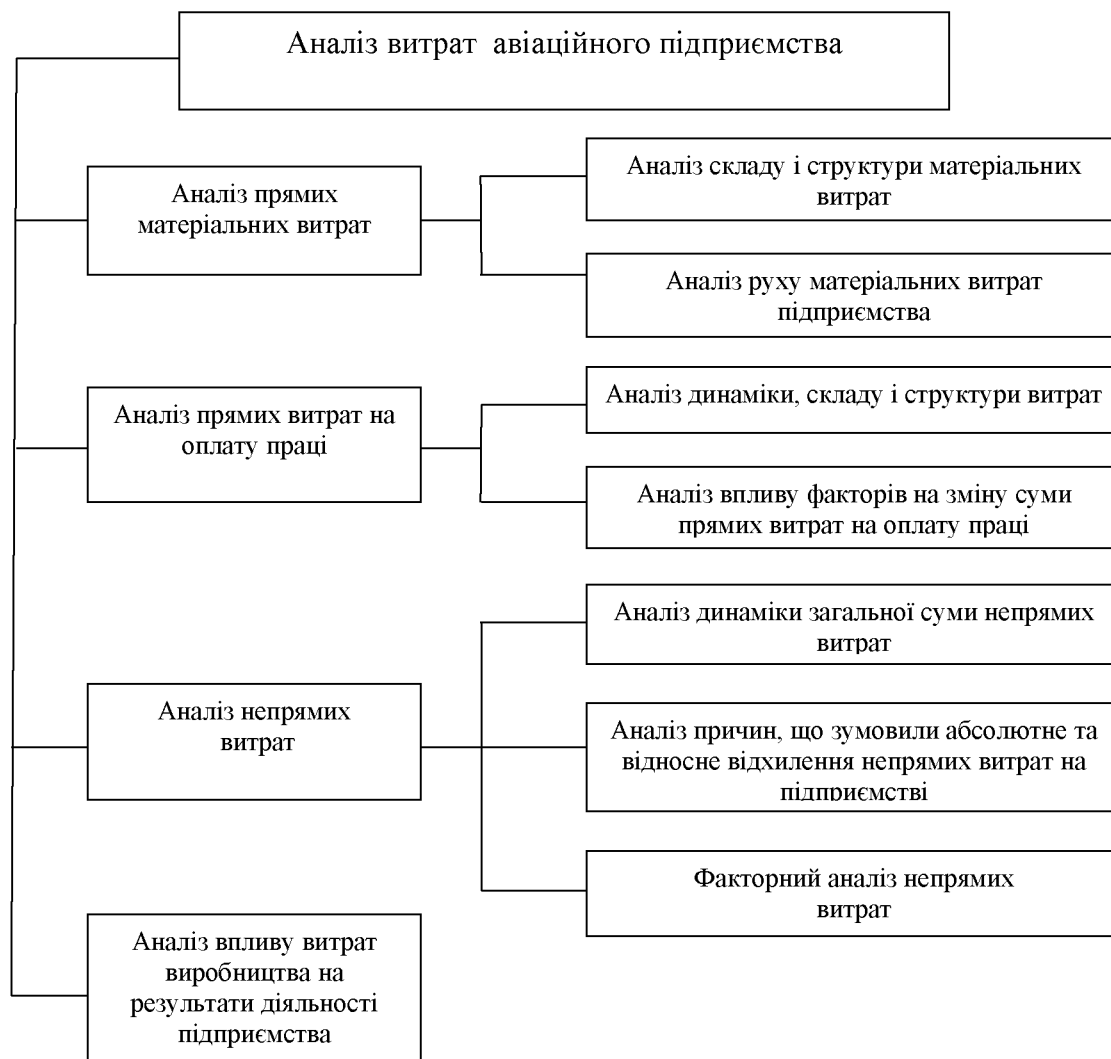 Аналіз витрат авіаційного підприємства
Аналіз прямих
матеріальних витрат
Аналіз складу і структури матеріальних
витрат
Аналіз руху матеріальних витрат
підприємства
Аналіз прямих витрат на
оплату праці
Аналіз динаміки, складу і структури витрат
Аналіз впливу факторів на зміну суми
прямих витрат на оплату праці
Аналіз непрямих
витрат
Аналіз динаміки загальної суми непрямих
витрат
Аналіз причин, що зумовили абсолютне та
відносне відхилення непрямих витрат на
підприємстві
Факторний аналіз непрямих
витрат
Аналіз впливу витрат
виробництва на
результати діяльності
підприємства